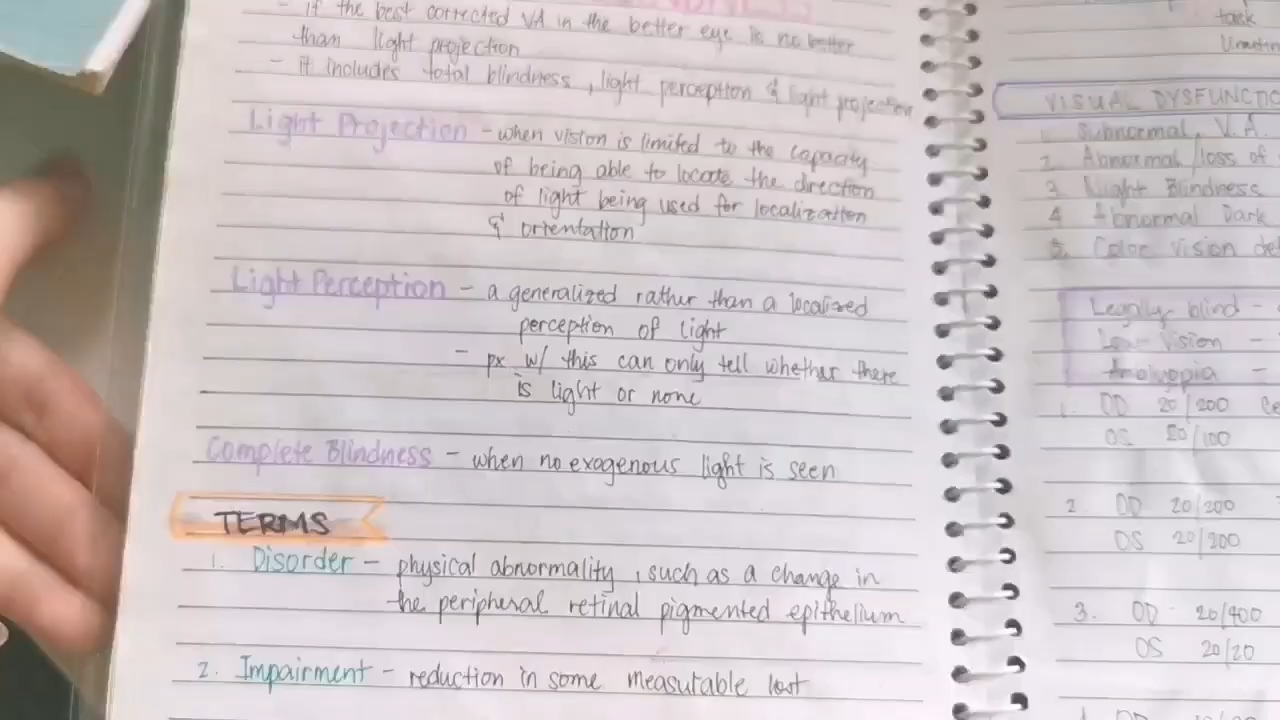 - if the best corrected VA in the better eye is no better
than light projection
- it includes total blindness, light perception & light projection
Light Projection - when vision is limited to the capacity
of being able to locate the direction
of light being used for localization
& orientation
Light Perception - a generalized rather than a localized
perception of light
- px w/ this can only tell whether there
is light or none
Complete Blindness - when no exogenous light is seen
TERMS
1. Disorder - physical abnormality, such as a change in
the peripheral retinal pigmented epithelium
2. Impairment - reduction in some measurable lost
task
VISUAL DYSFUNCTIO
1. Subnormal V.A.
2. Abnormal/loss of
3. Night Blindness
4 Abnormal Dark
5. Color Vision de
Legally blind -
Low Vision -
1. OD 20/200
OS 20/100
2. OD 20/200
OS 20/200
3. OD 20/400
OS 20/20